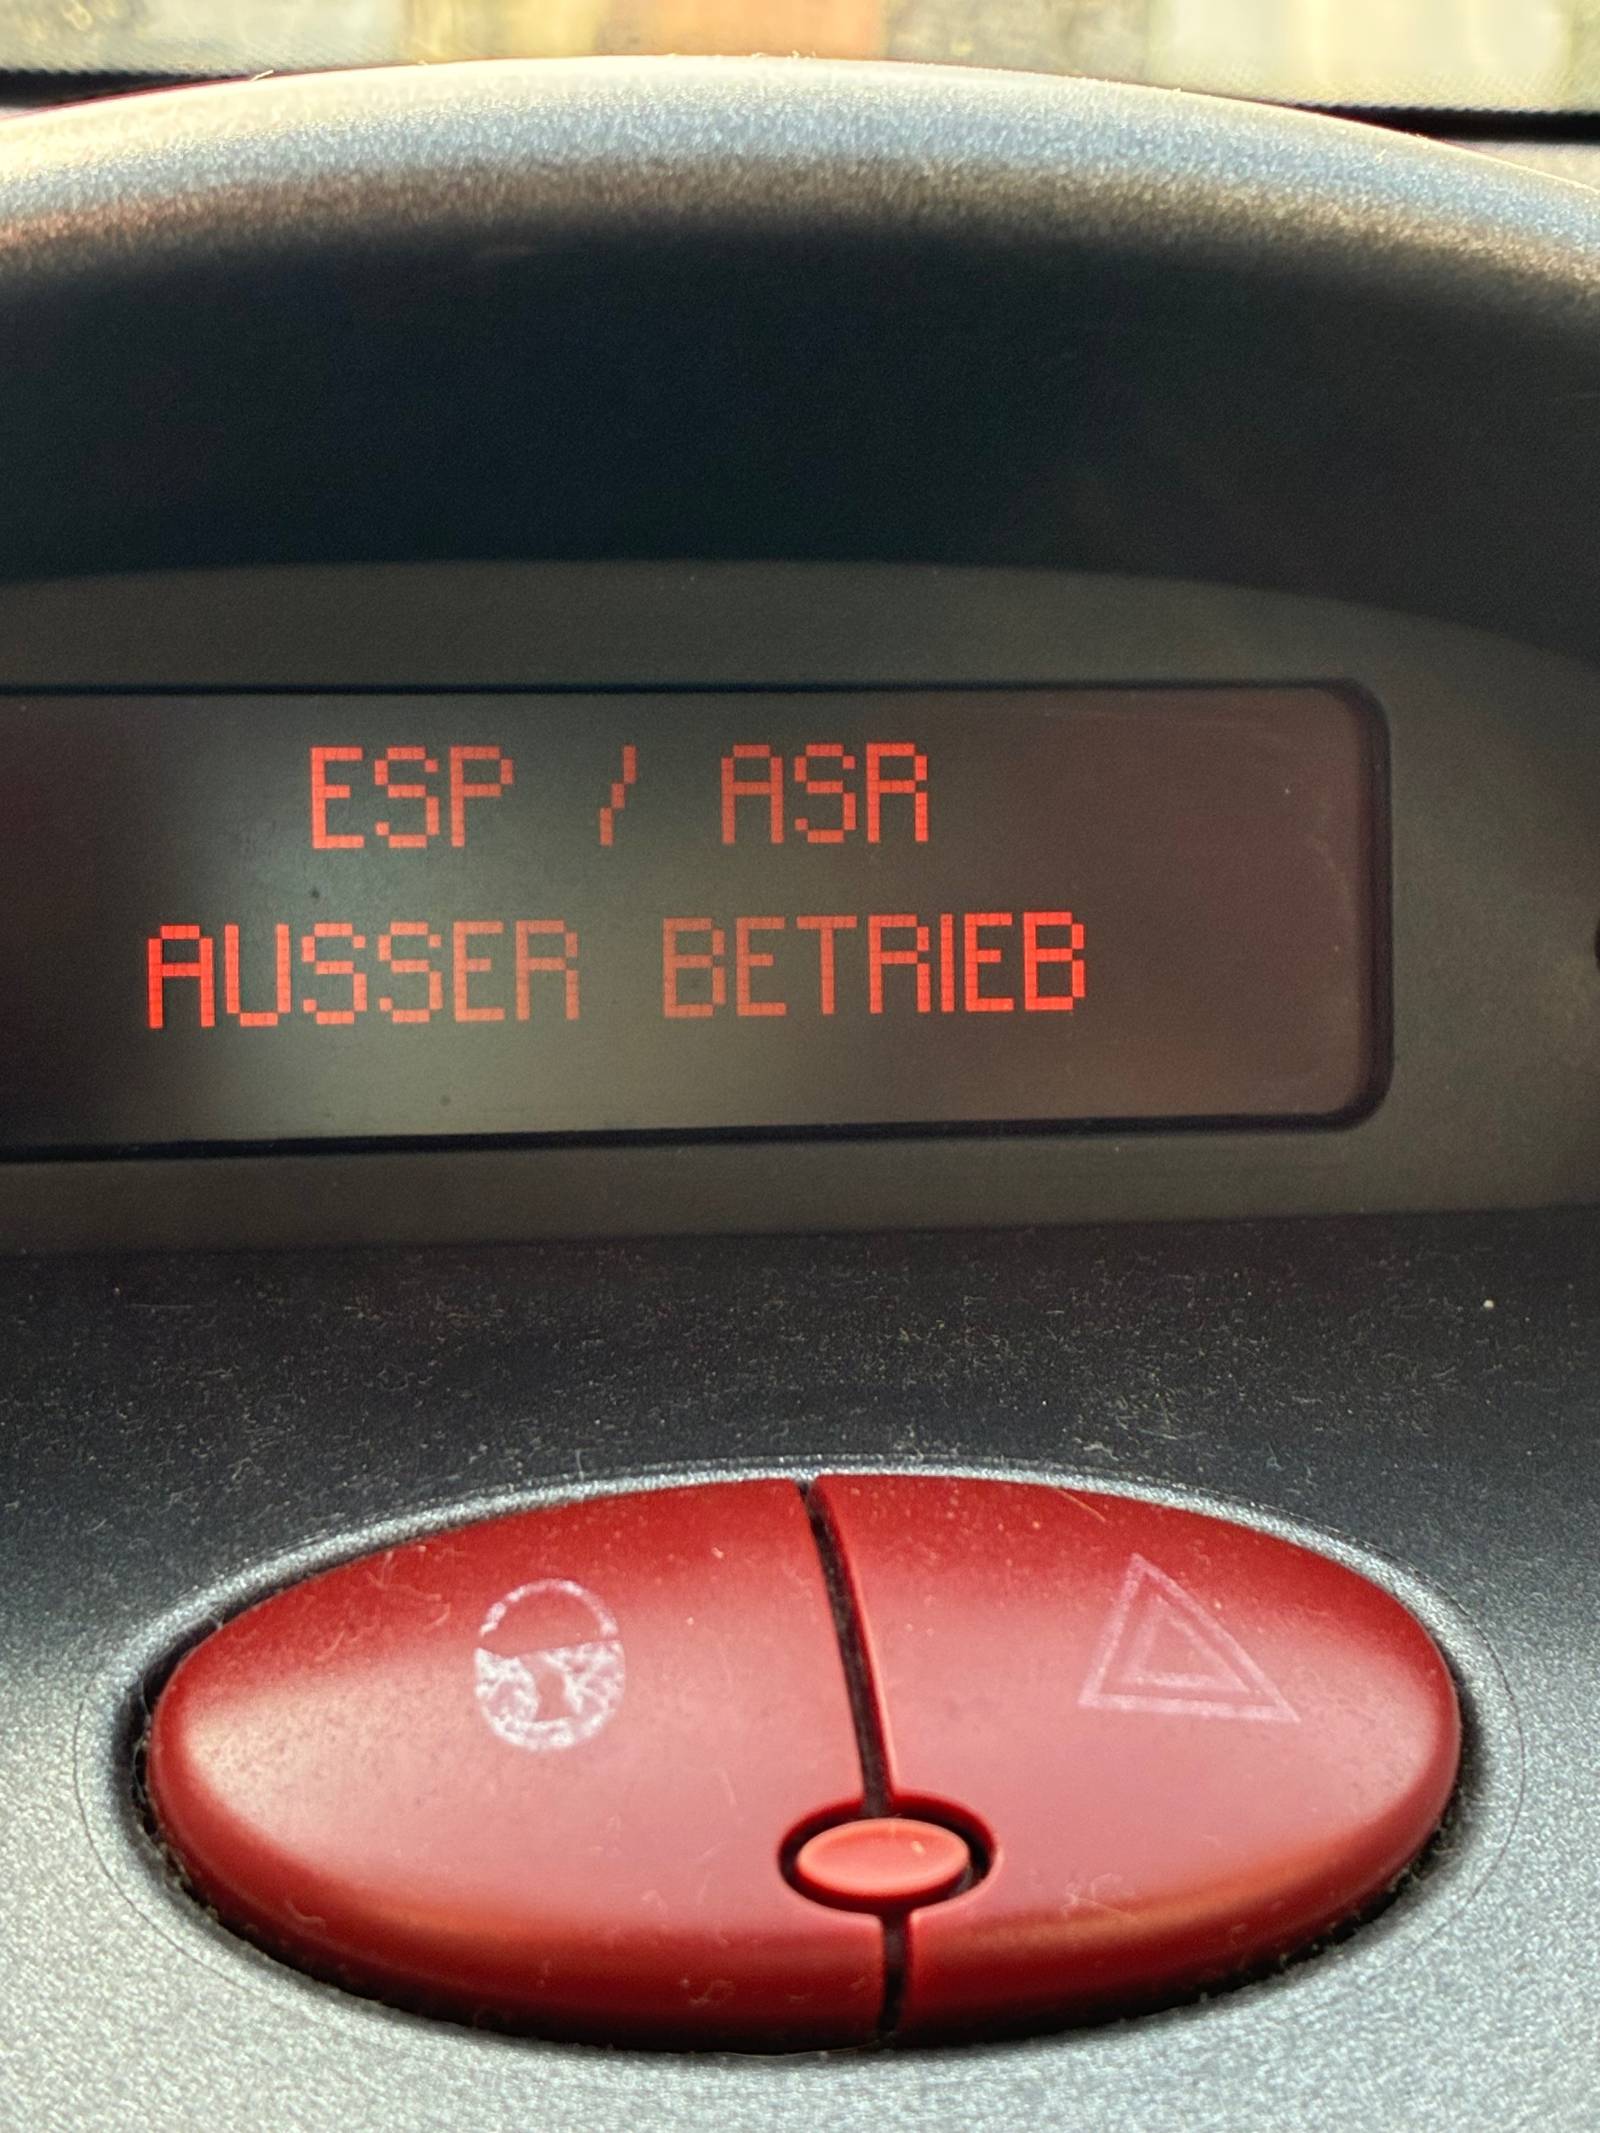 ESP / ASR
AUSSER BETRIEB